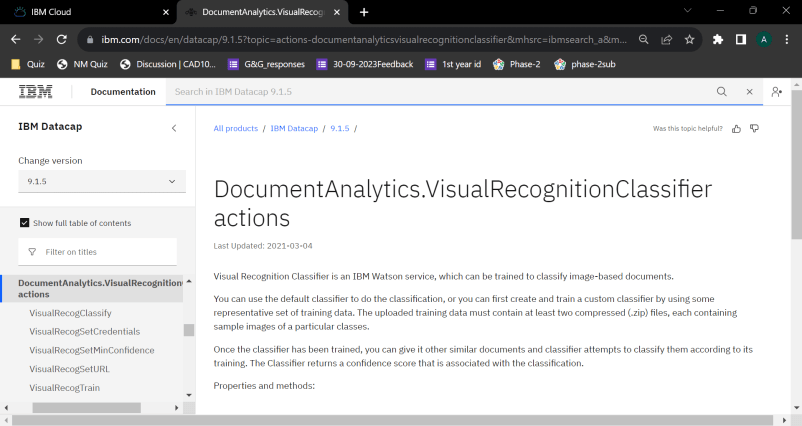 IBM Cloud
DocumentAnalytics.VisualRecog
ibm.com/docs/en/datacap/9.1.5?topic=actions-documentanalyticsvisualrecognitionclassifier&mhsrc=ibmsearch_a&m...
A
Quiz
NM Quiz
Discussion | CAD10...
G&G_responses
30-09-2023Feedback
1st year id
Phase-2
phase-2sub
IBM
Documentation
Search in IBM Datacap 9.1.5
IBM Datacap
Change version
9.1.5
Show full table of contents
Filter on titles
DocumentAnalytics.VisualRecognition
actions
VisualRecogClassify
VisualRecogSetCredentials
VisualRecogSetMinConfidence
VisualRecogSetURL
VisualRecogTrain
All products / IBM Datacap / 9.1.5 /
Was this topic helpful?
DocumentAnalytics.VisualRecognitionClassifier
actions
Last Updated: 2021-03-04
Visual Recognition Classifier is an IBM Watson service, which can be trained to classify image-based documents.
You can use the default classifier to do the classification, or you can first create and train a custom classifier by using some
representative set of training data. The uploaded training data must contain at least two compressed (.zip) files, each containing
sample images of a particular classes.
Once the classifier has been trained, you can give it other similar documents and classifier attempts to classify them according to its
training. The Classifier returns a confidence score that is associated with the classification.
Properties and methods: